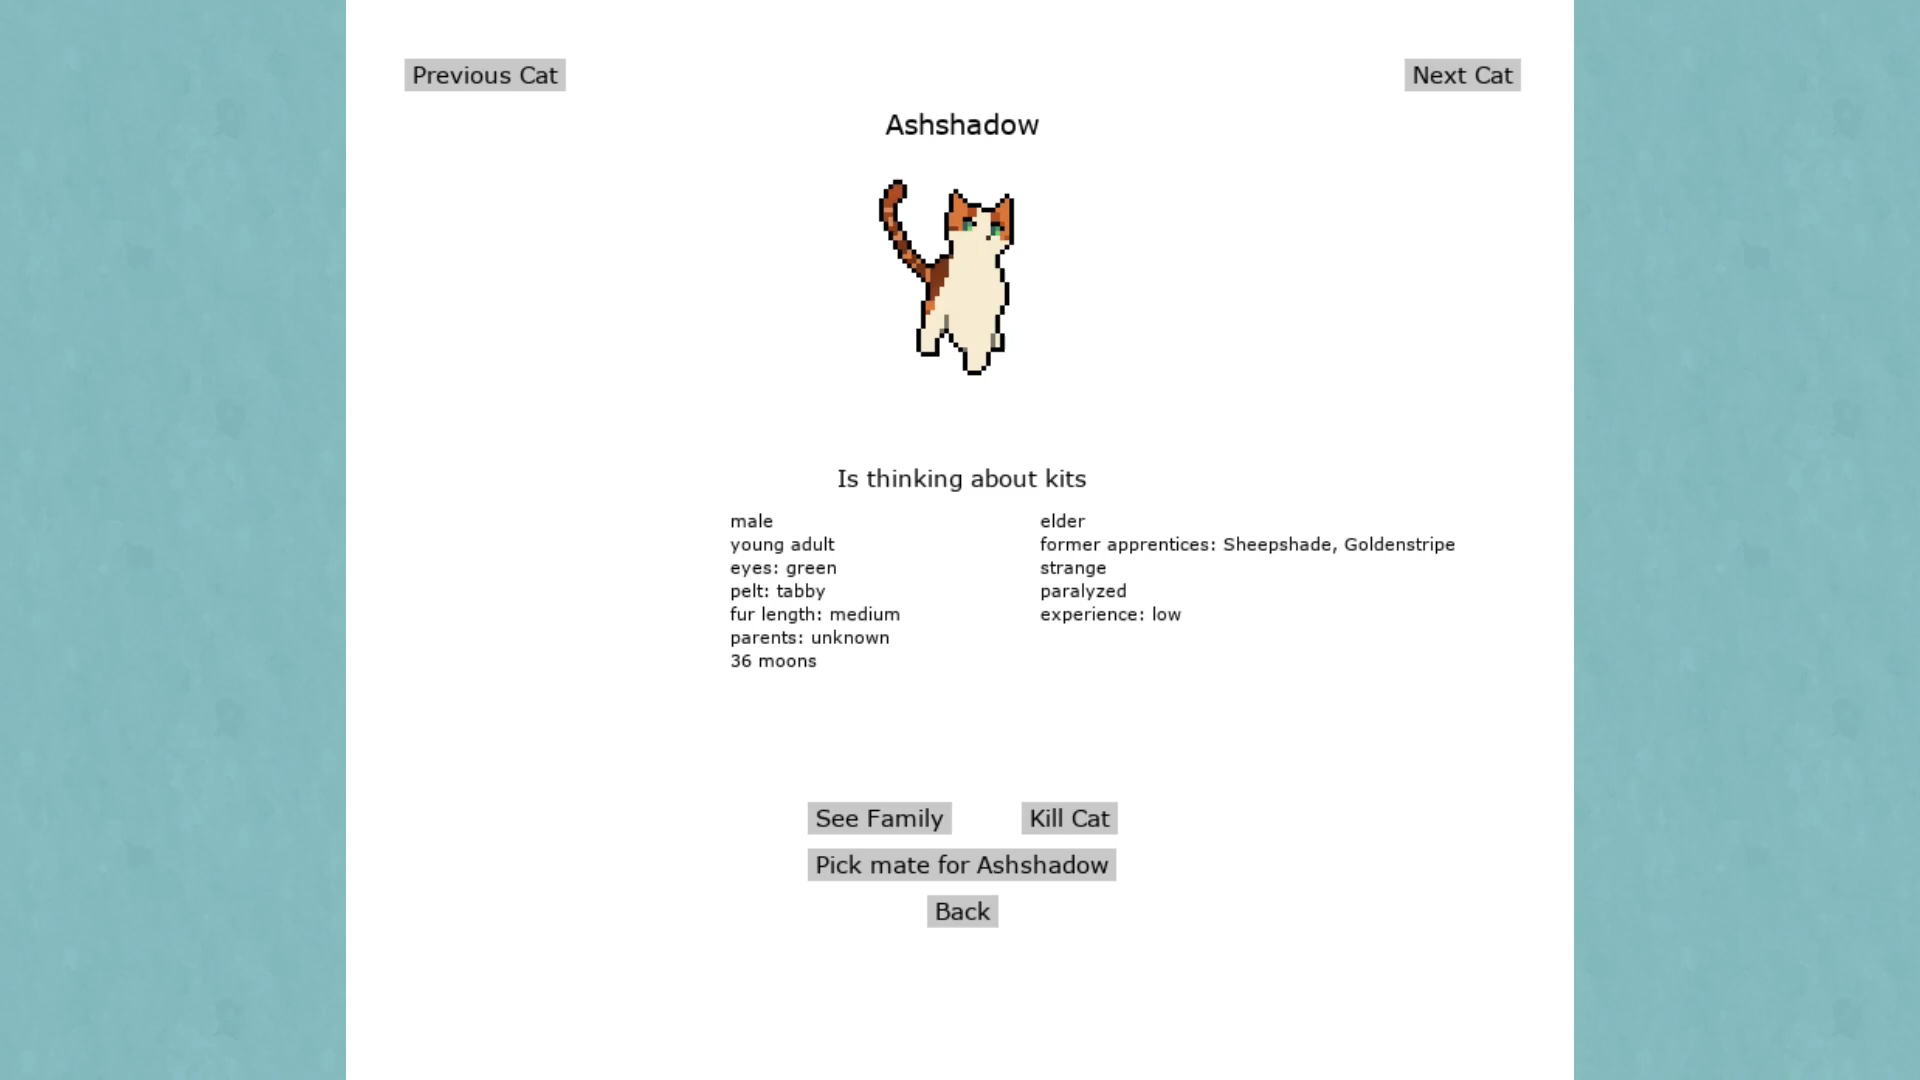 Previous Cat
Next Cat
Ashshadow
Is thinking about kits
male
young adult
eyes: green
pelt: tabby
fur length: medium
parents: unknown
36 moons
elder
former apprentices: Sheepshade, Goldenstripe
strange
paralyzed
experience: low
See Family
Kill Cat
Pick mate for Ashshadow
Back